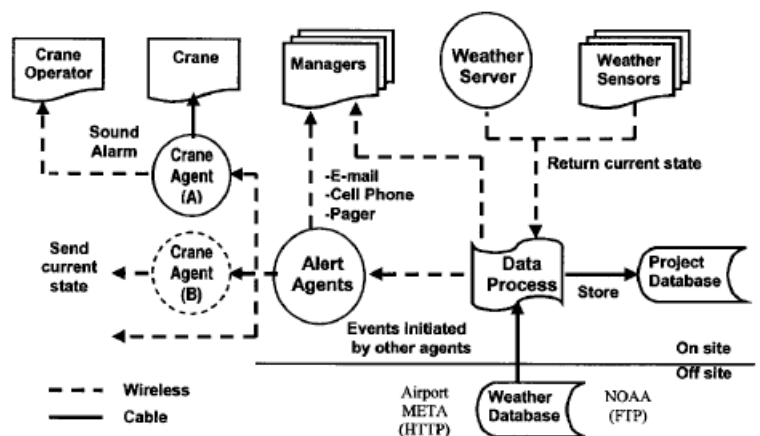 Crane
Operator
Crane
Managers
Weather
Server
Weather
Sensors
Sound
Alarm
Crane
Agent
(A)
-E-mail
-Cell Phone
-Pager
Return current state
Send
current
state
Crane
Agent
(B)
Alert
Agents
Data
Process
Store
Project
Database
Events initiated
by other agents
On site
Off site
Wireless
Cable
Airport
META
(HTTP)
Weather
Database
NOAA
(FTP)